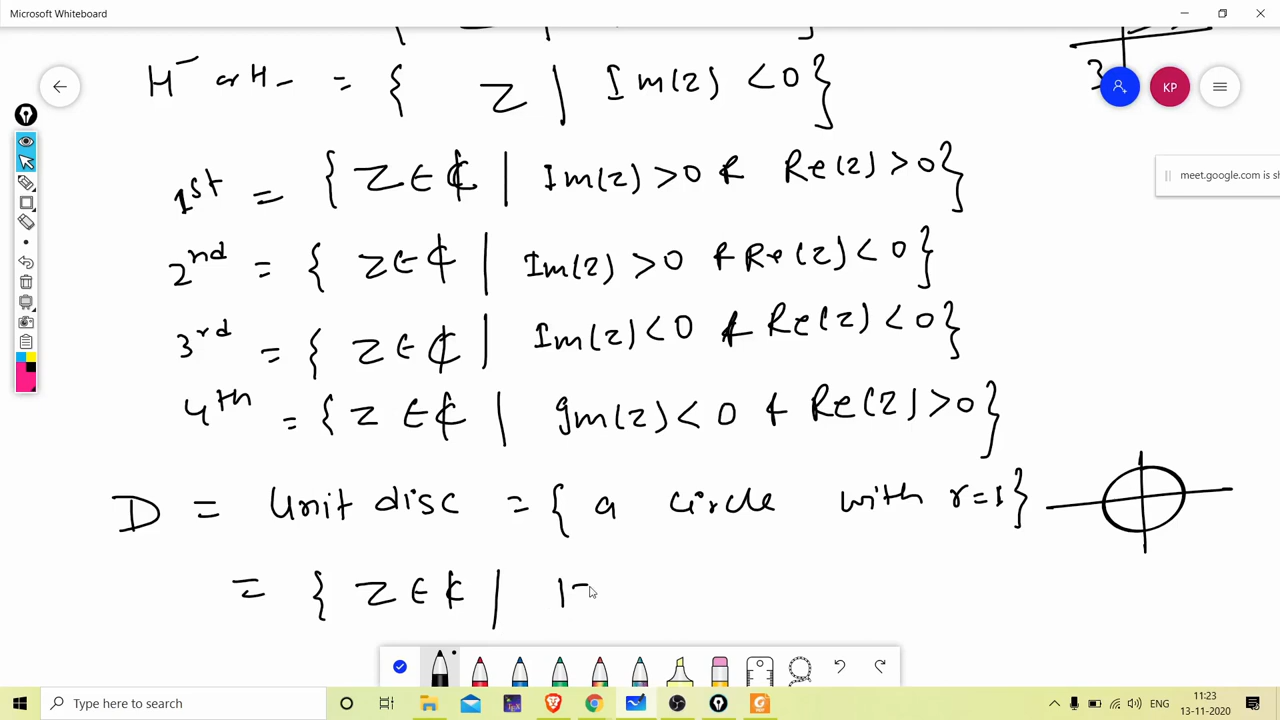 Microsoft Whiteboard
H⁻ or H₋ = { Z | Im(z) < 0}
3
KP
1st = { Z ∈ ℂ | Im(z) > 0 & Re(z) > 0}
meet.google.com is sh
2nd = { Z ∈ ℂ | Im(z) > 0 & Re(z) < 0}
3rd = { Z ∈ ℂ | Im(z) < 0 & Re(z) < 0}
4th = { Z ∈ ℂ | Im(z) < 0 & Re(z) > 0}
D = Unit disc = { a circle with r=1}
= { Z ∈ ℂ |
Type here to search
11:23
13-11-2020